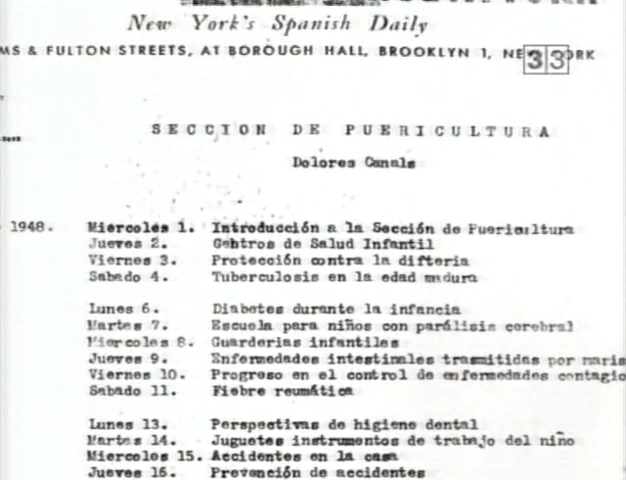 New York's Spanish Daily
MS & FULTON STREETS, AT BOROUGH HALL, BROOKLYN 1, NEW YORK
33
SECCION DE PUERICULTURA
Dolores Canals
1948. Miercoles 1. Introducción a la Sección de Puericultura
Jueves 2. Centros de Salud Infantil
Viernes 3. Protección contra la difteria
Sabado 4. Tuberculosis en la edad madura
Lunes 6. Diabetes durante la infancia
Martes 7. Escuela para niños con parálisis cerebral
Miercoles 8. Guarderias infantiles
Jueves 9. Enfermedades intestinales trasmitidas por maris
Viernes 10. Progreso en el control de enfermedades contagio
Sabado 11. Fiebre reumática
Lunes 13. Perspectivas de higiene dental
Martes 14. Juguetes instrumentos de trabajo del niño
Miercoles 15. Accidentes en la casa
Jueves 16. Prevención de accidentes